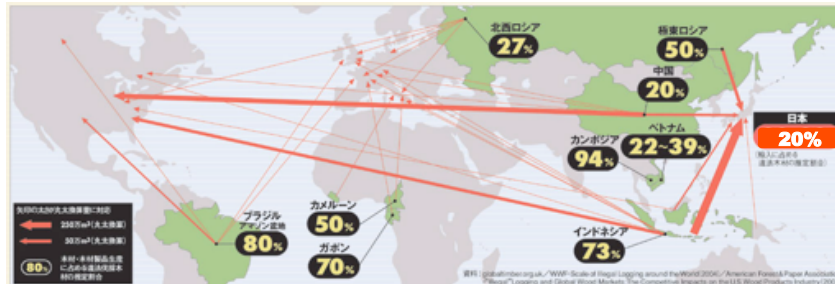 北西ロシア
27%
極東ロシア
50%
中国
20%
日本
20%
(輸入に占める
違法木材の推定割合)
ベトナム
22~39%
カンボジア
94%
カメルーン
50%
ガボン
70%
ブラジル
アマゾン流域
80%
インドネシア
73%
矢印の太さが丸太換算量に対応
250万m³(丸太換算)
50万m³(丸太換算)
80%
木材・木材製品生産
に占める違法伐採木
材の推定割合
資料:globaltimber.org.uk/WWF-Scale of Illegal Logging around the World 2004/American Forest & Paper
Logging and Global Wood Markets: The Competitive Impacts on the U.S. Wood Products Industry